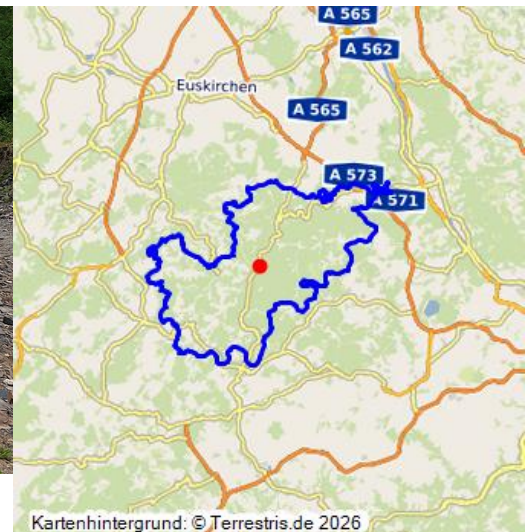 A 565
A 562
Euskirchen
A 565
A 573
A 571
Kartenhintergrund: © Terrestris.de 2026